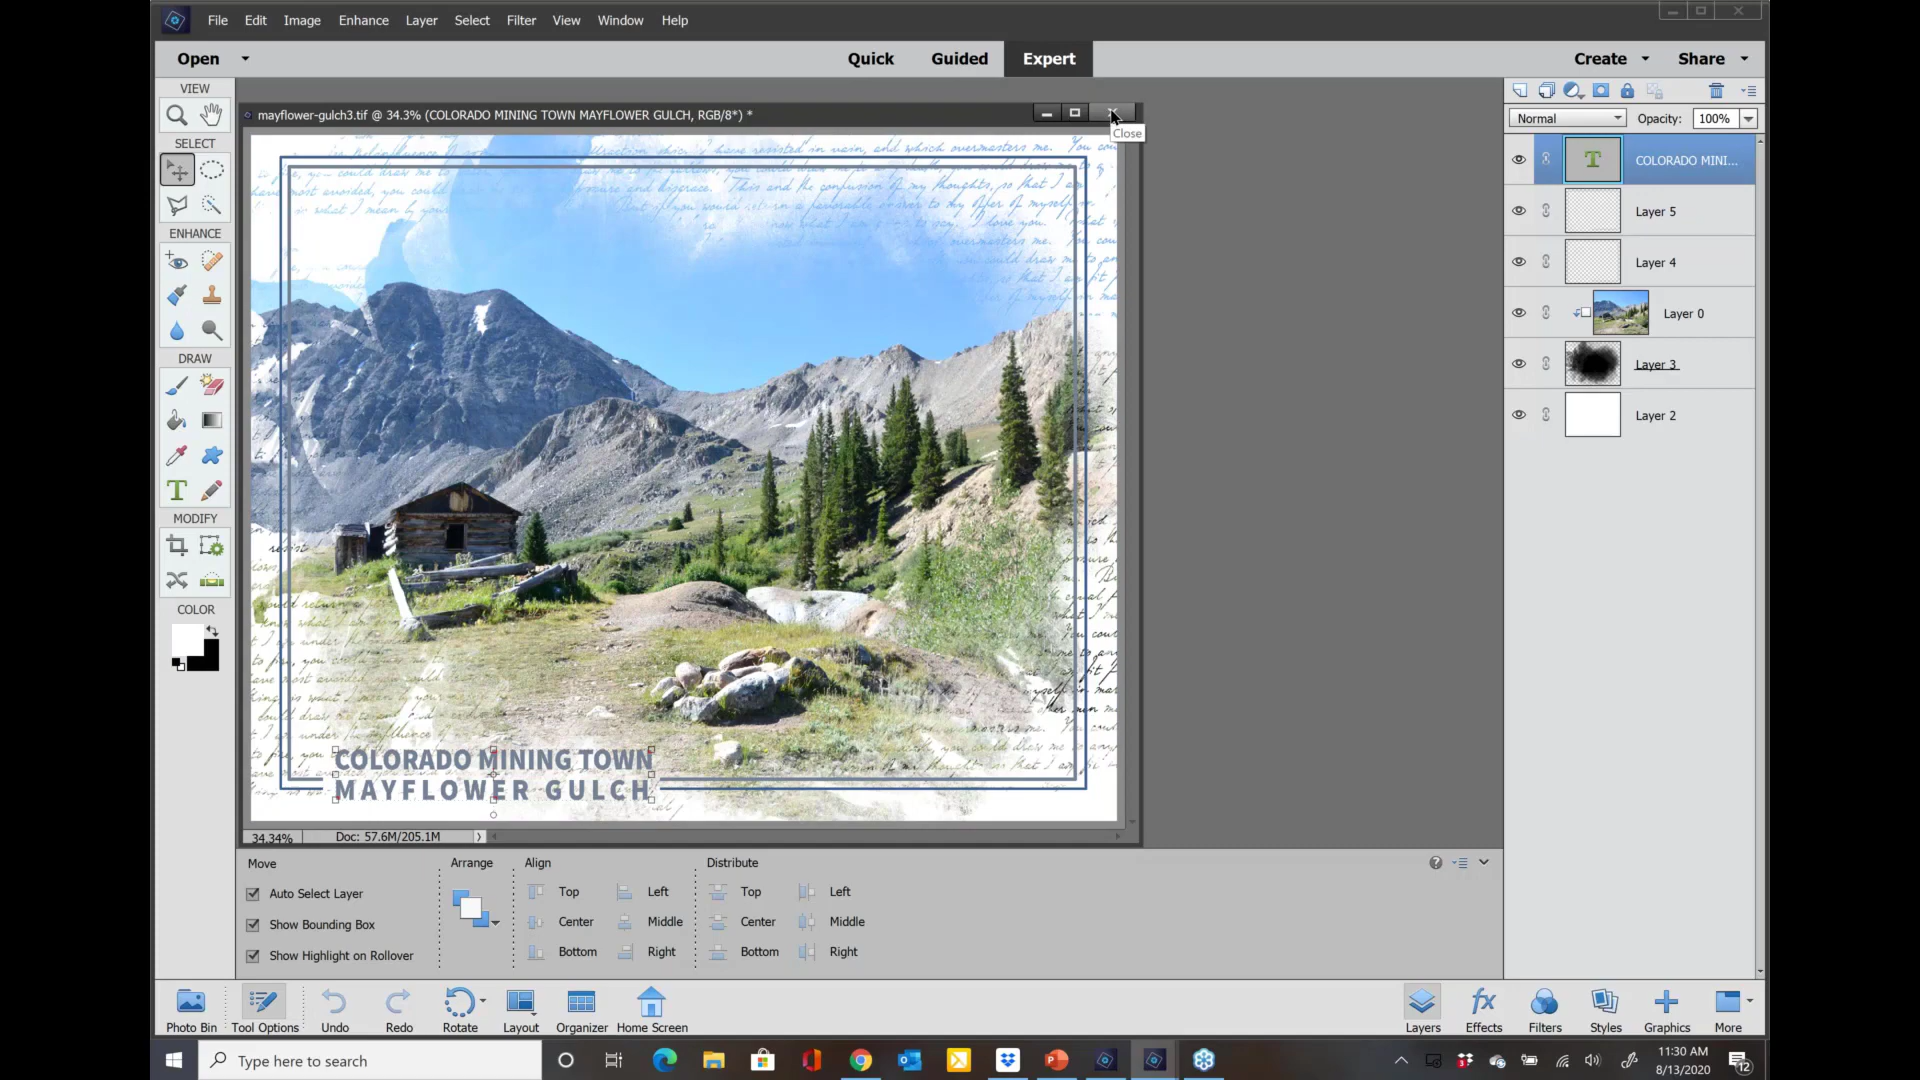 File Edit Image Enhance Layer Select Filter View Window Help
Open Quick Guided Expert Create Share
VIEW
SELECT
ENHANCE
DRAW
MODIFY
COLOR
mayflower-gulch3.tif @ 34.3% (COLORADO MINING TOWN MAYFLOWER GULCH, RGB/8*) *
Close
COLORADO MINING TOWN
MAYFLOWER GULCH
34.34% Doc: 57.6M/205.1M
Normal Opacity: 100%
COLORADO MINI...
Layer 5
Layer 4
Layer 0
Layer 3
Layer 2
Move Arrange Align Distribute
Auto Select Layer Top Left Top Left
Show Bounding Box Center Middle Center Middle
Show Highlight on Rollover Bottom Right Bottom Right
Photo Bin Tool Options Undo Redo Rotate Layout Organizer Home Screen Layers Effects Filters Styles Graphics More
Type here to search
11:30 AM
8/13/2020
12